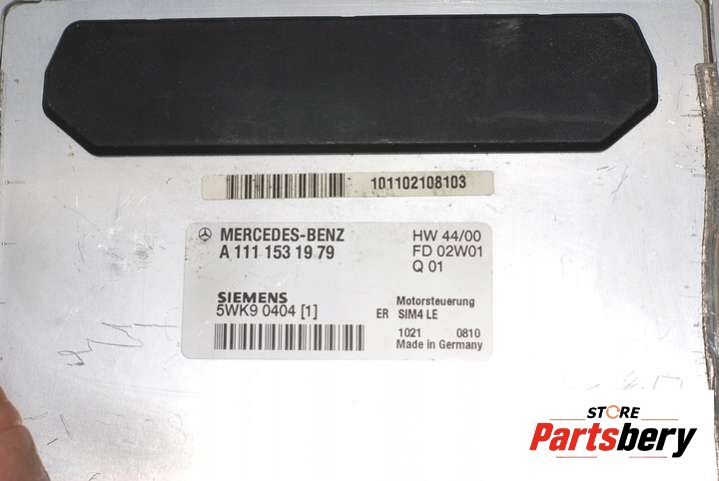 101102108103
MERCEDES-BENZ
A 111 153 19 79
HW 44/00
FD 02W01
Q 01
SIEMENS
5WK9 0404 [1]
Motorsteuerung
ER SIM4 LE
1021 0810
Made in Germany
STORE
Partsbery